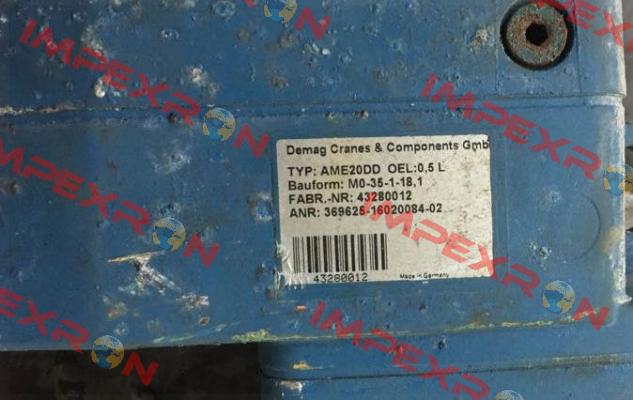 Demag Cranes & Components Gmb
TYP: AME20DD OEL:0,5 L
Bauform: M0-35-1-18,1
FABR.-NR: 43280012
ANR: 369625-16020084-02
43280012
Made in Germany
IMPEXRON
IMPEXRON
IMPEXRON
IMPEXRON
IMPEXRON
IMPEXRON